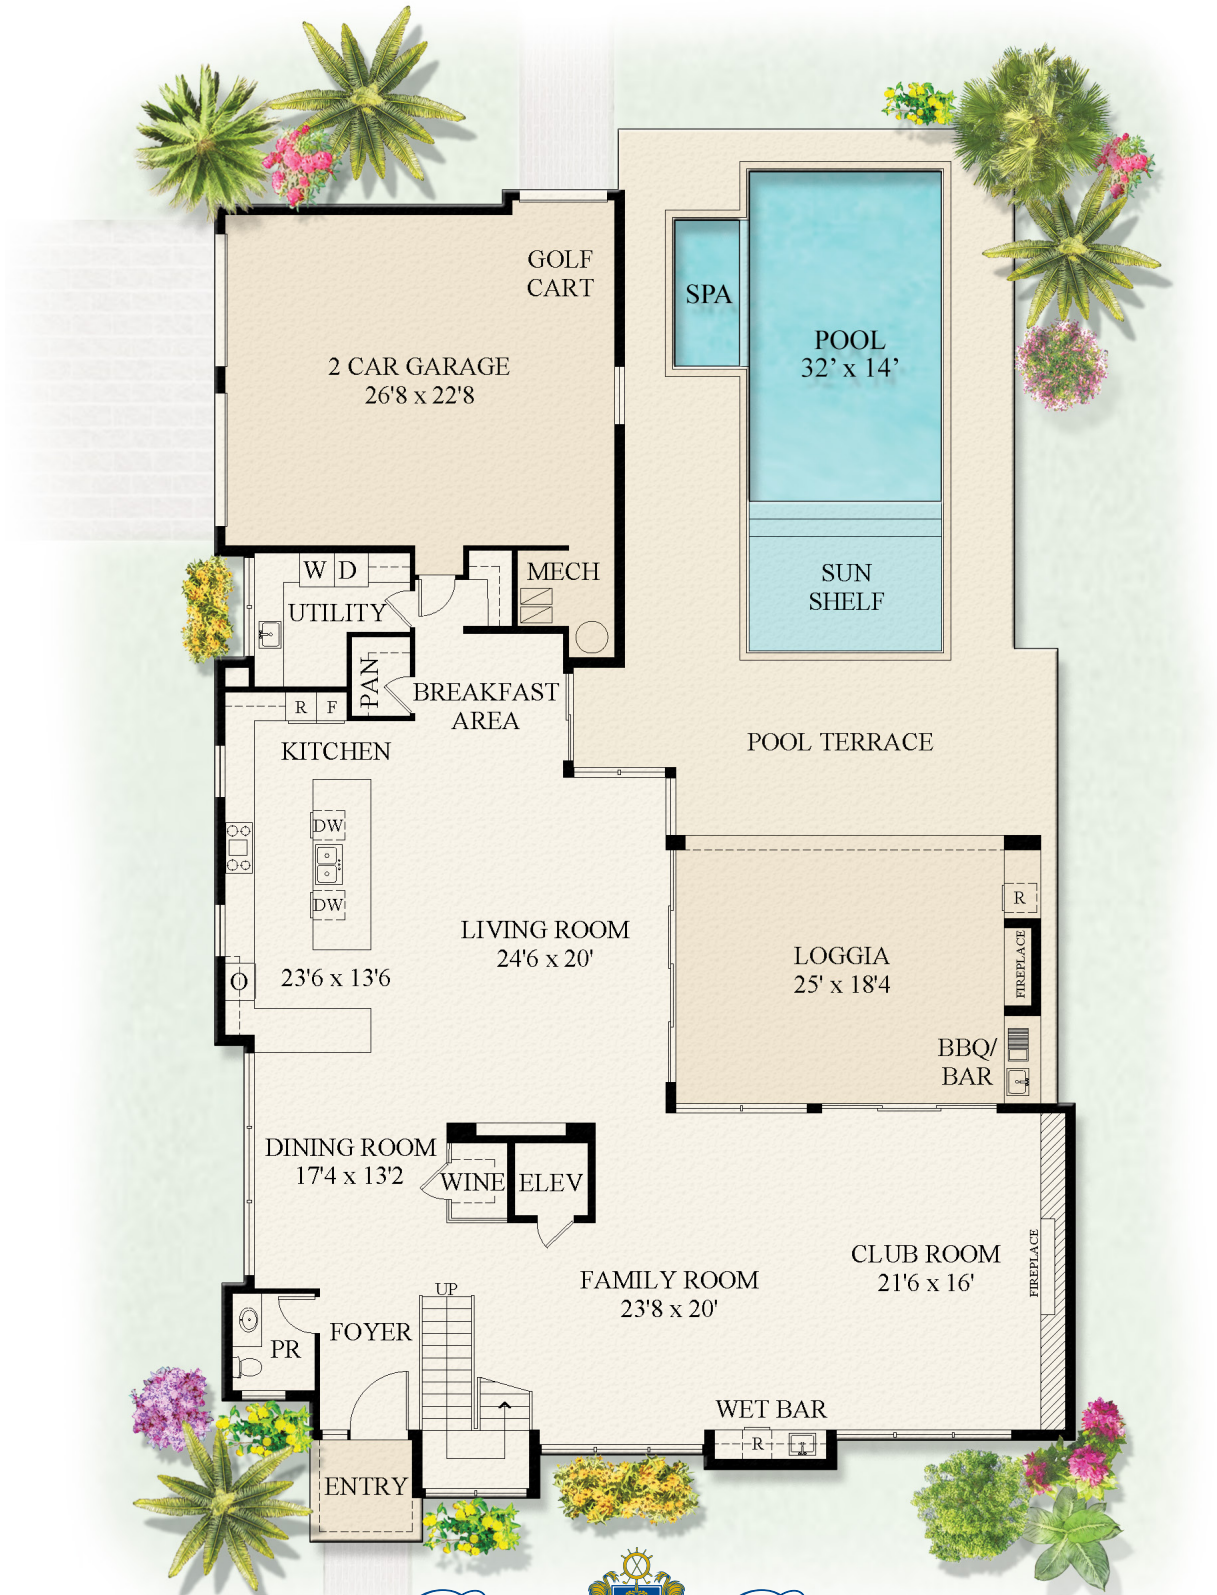 GOLF
CART
2 CAR GARAGE
26'8 x 22'8
SPA
POOL
32’ x 14’
SUN
SHELF
MECH
W D
UTILITY
PAN
BREAKFAST
AREA
R F
KITCHEN
POOL TERRACE
DW
DW
23'6 x 13'6
LIVING ROOM
24'6 x 20'
LOGGIA
25' x 18'4
R
FIREPLACE
BBQ/
BAR
DINING ROOM
17'4 x 13'2
WINE
ELEV
CLUB ROOM
21'6 x 16'
FIREPLACE
FAMILY ROOM
23'8 x 20'
UP
FOYER
PR
WET BAR
R
ENTRY